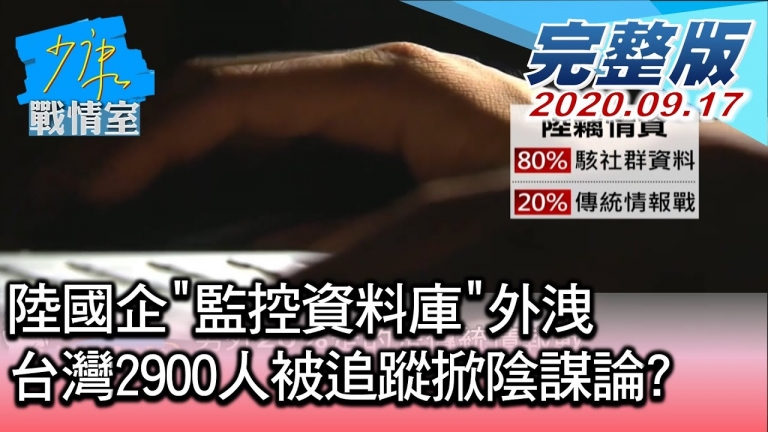 少康
戰情室
完整版
2020.09.17
陸竊情資
80% 駭社群資料
20% 傳統情報戰
陸國企"監控資料庫"外洩
台灣2900人被追蹤掀陰謀論?